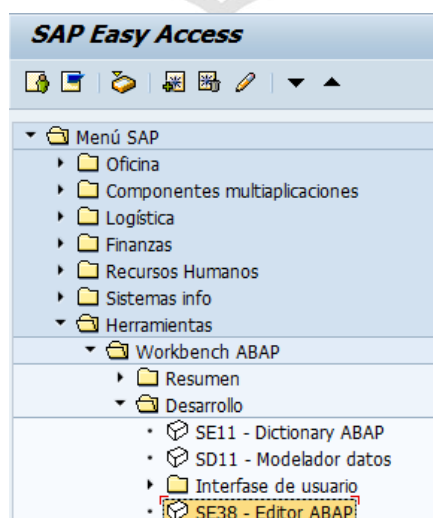 SAP Easy Access
Menú SAP
Oficina
Componentes multiaplicaciones
Logística
Finanzas
Recursos Humanos
Sistemas info
Herramientas
Workbench ABAP
Resumen
Desarrollo
SE11 - Dictionary ABAP
SD11 - Modelador datos
Interfase de usuario
SE38 - Editor ABAP